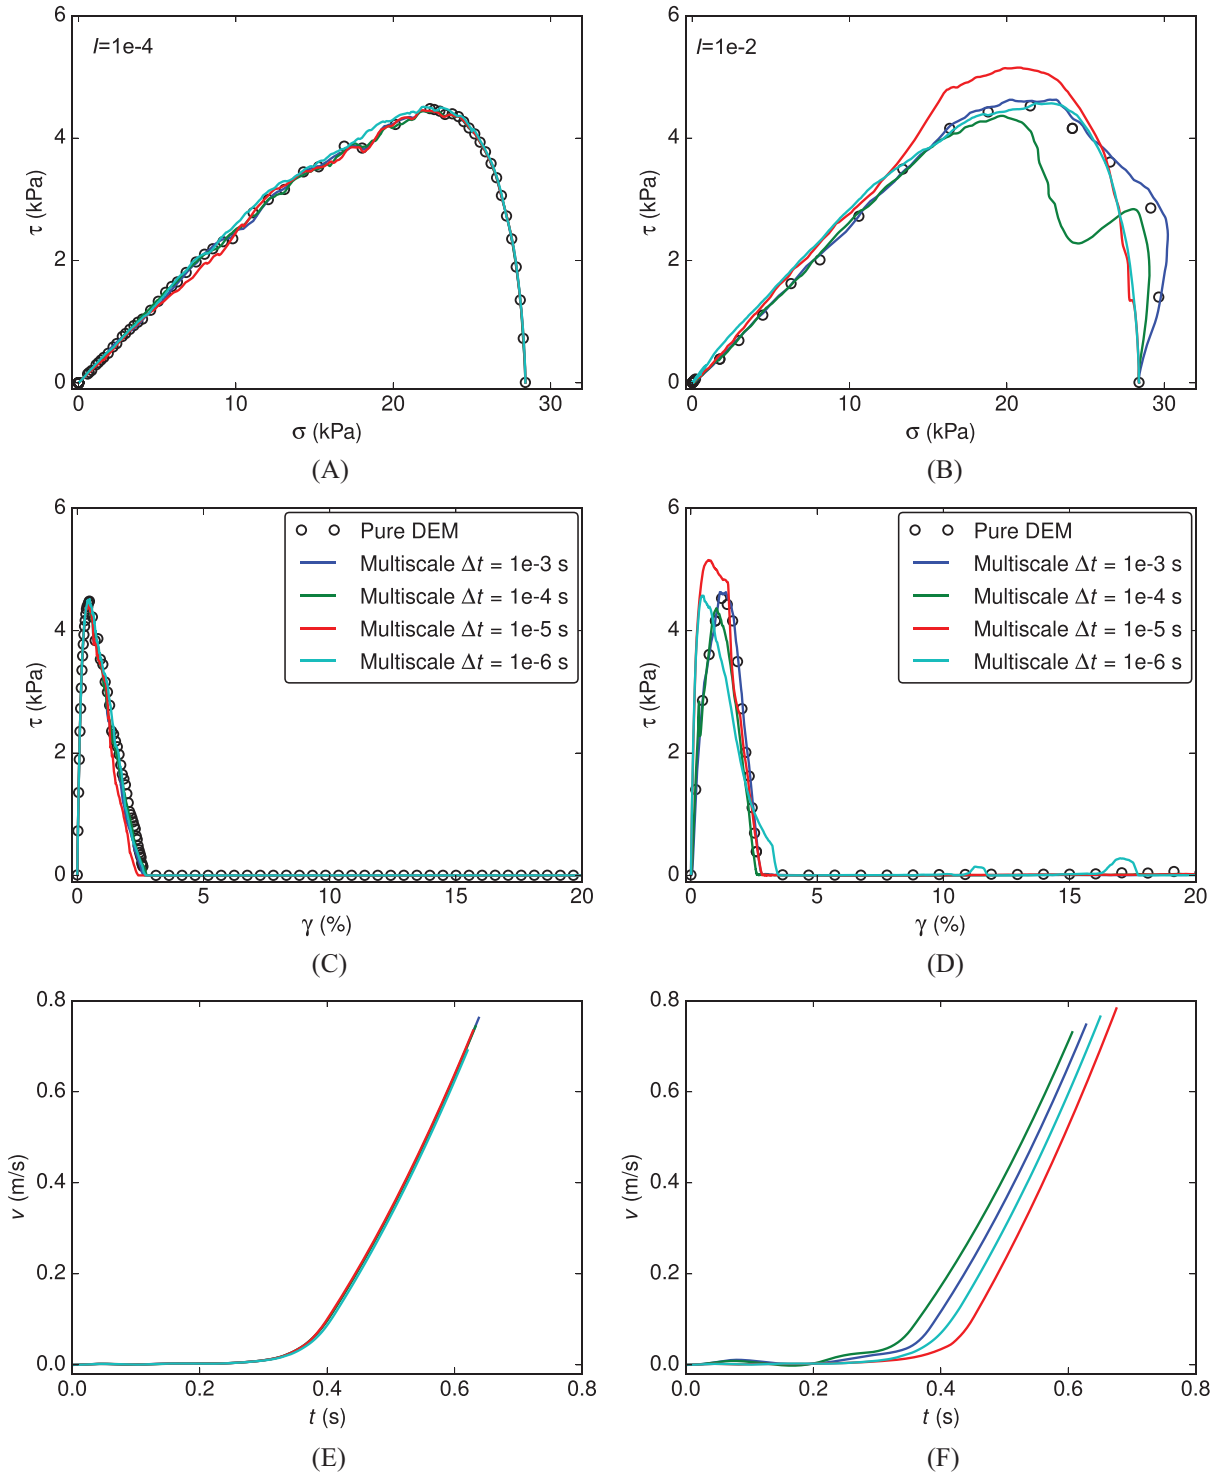 6
4
2
0
τ (kPa)
I=1e-4
0 10 20 30
σ (kPa)
(A)
6
4
2
0
τ (kPa)
I=1e-2
0 10 20 30
σ (kPa)
(B)
6
4
2
0
τ (kPa)
Pure DEM
Multiscale Δt = 1e-3 s
Multiscale Δt = 1e-4 s
Multiscale Δt = 1e-5 s
Multiscale Δt = 1e-6 s
0 5 10 15 20
γ (%)
(C)
6
4
2
0
τ (kPa)
Pure DEM
Multiscale Δt = 1e-3 s
Multiscale Δt = 1e-4 s
Multiscale Δt = 1e-5 s
Multiscale Δt = 1e-6 s
0 5 10 15 20
γ (%)
(D)
0.8
0.6
0.4
0.2
0.0
v (m/s)
0.0 0.2 0.4 0.6 0.8
t (s)
(E)
0.8
0.6
0.4
0.2
0.0
v (m/s)
0.0 0.2 0.4 0.6 0.8
t (s)
(F)